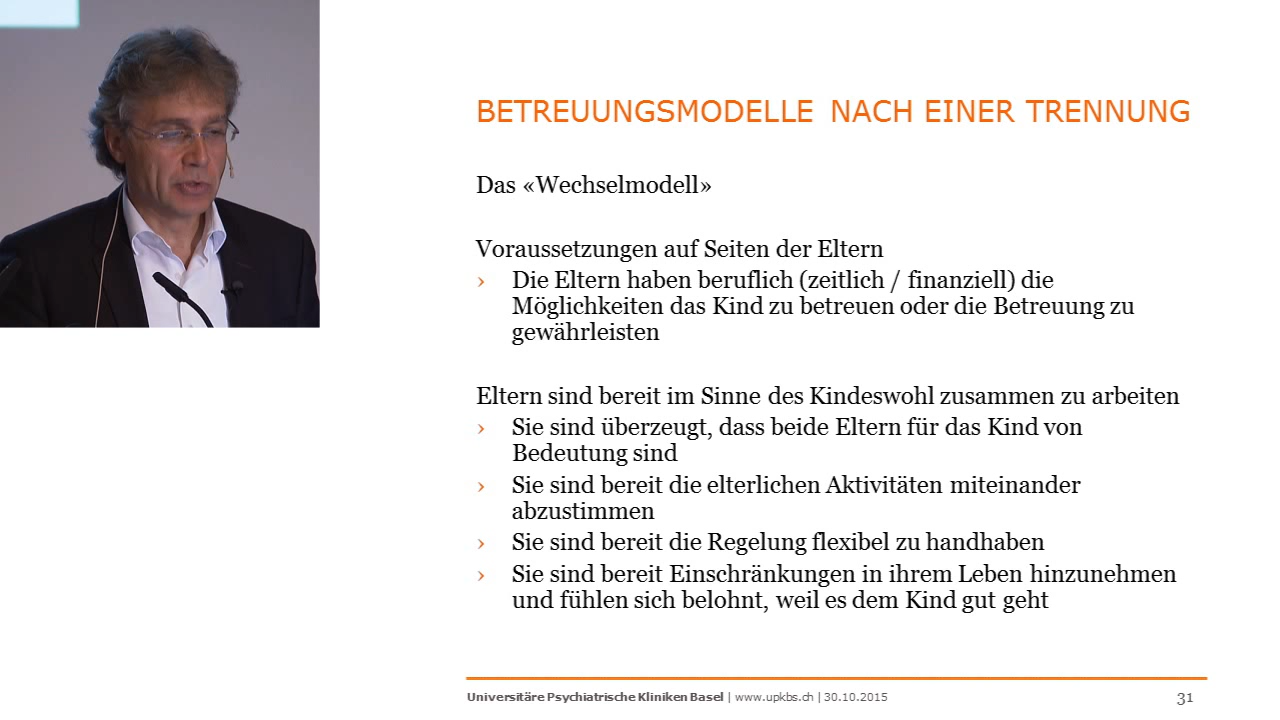 BETREUUNGSMODELLE NACH EINER TRENNUNG
Das «Wechselmodell»
Voraussetzungen auf Seiten der Eltern
› Die Eltern haben beruflich (zeitlich / finanziell) die
Möglichkeiten das Kind zu betreuen oder die Betreuung zu
gewährleisten
Eltern sind bereit im Sinne des Kindeswohl zusammen zu arbeiten
› Sie sind überzeugt, dass beide Eltern für das Kind von
Bedeutung sind
› Sie sind bereit die elterlichen Aktivitäten miteinander
abzustimmen
› Sie sind bereit die Regelung flexibel zu handhaben
› Sie sind bereit Einschränkungen in ihrem Leben hinzunehmen
und fühlen sich belohnt, weil es dem Kind gut geht
Universitäre Psychiatrische Kliniken Basel | www.upkbs.ch | 30.10.2015 31